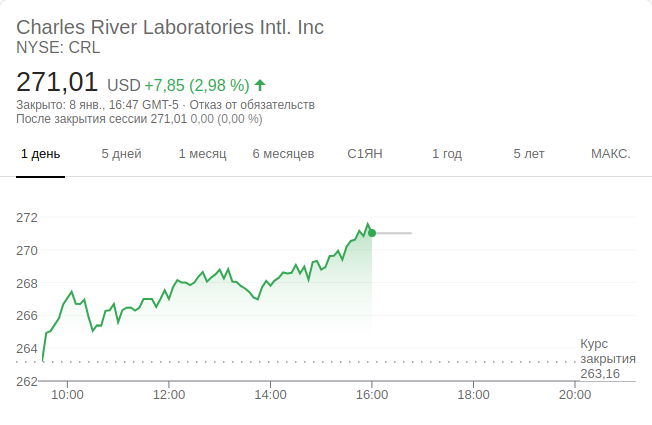 Charles River Laboratories Intl. Inc
NYSE: CRL
271,01 USD +7,85 (2,98 %)
Закрыто: 8 янв., 16:47 GMT-5 · Отказ от обязательств
После закрытия сессии 271,01 0,00 (0,00 %)
1 день 5 дней 1 месяц 6 месяцев С1ЯН 1 год 5 лет МАКС.
272
270
268
266
264
262
Курс
закрытия
263,16
10:00 12:00 14:00 16:00 18:00 20:00